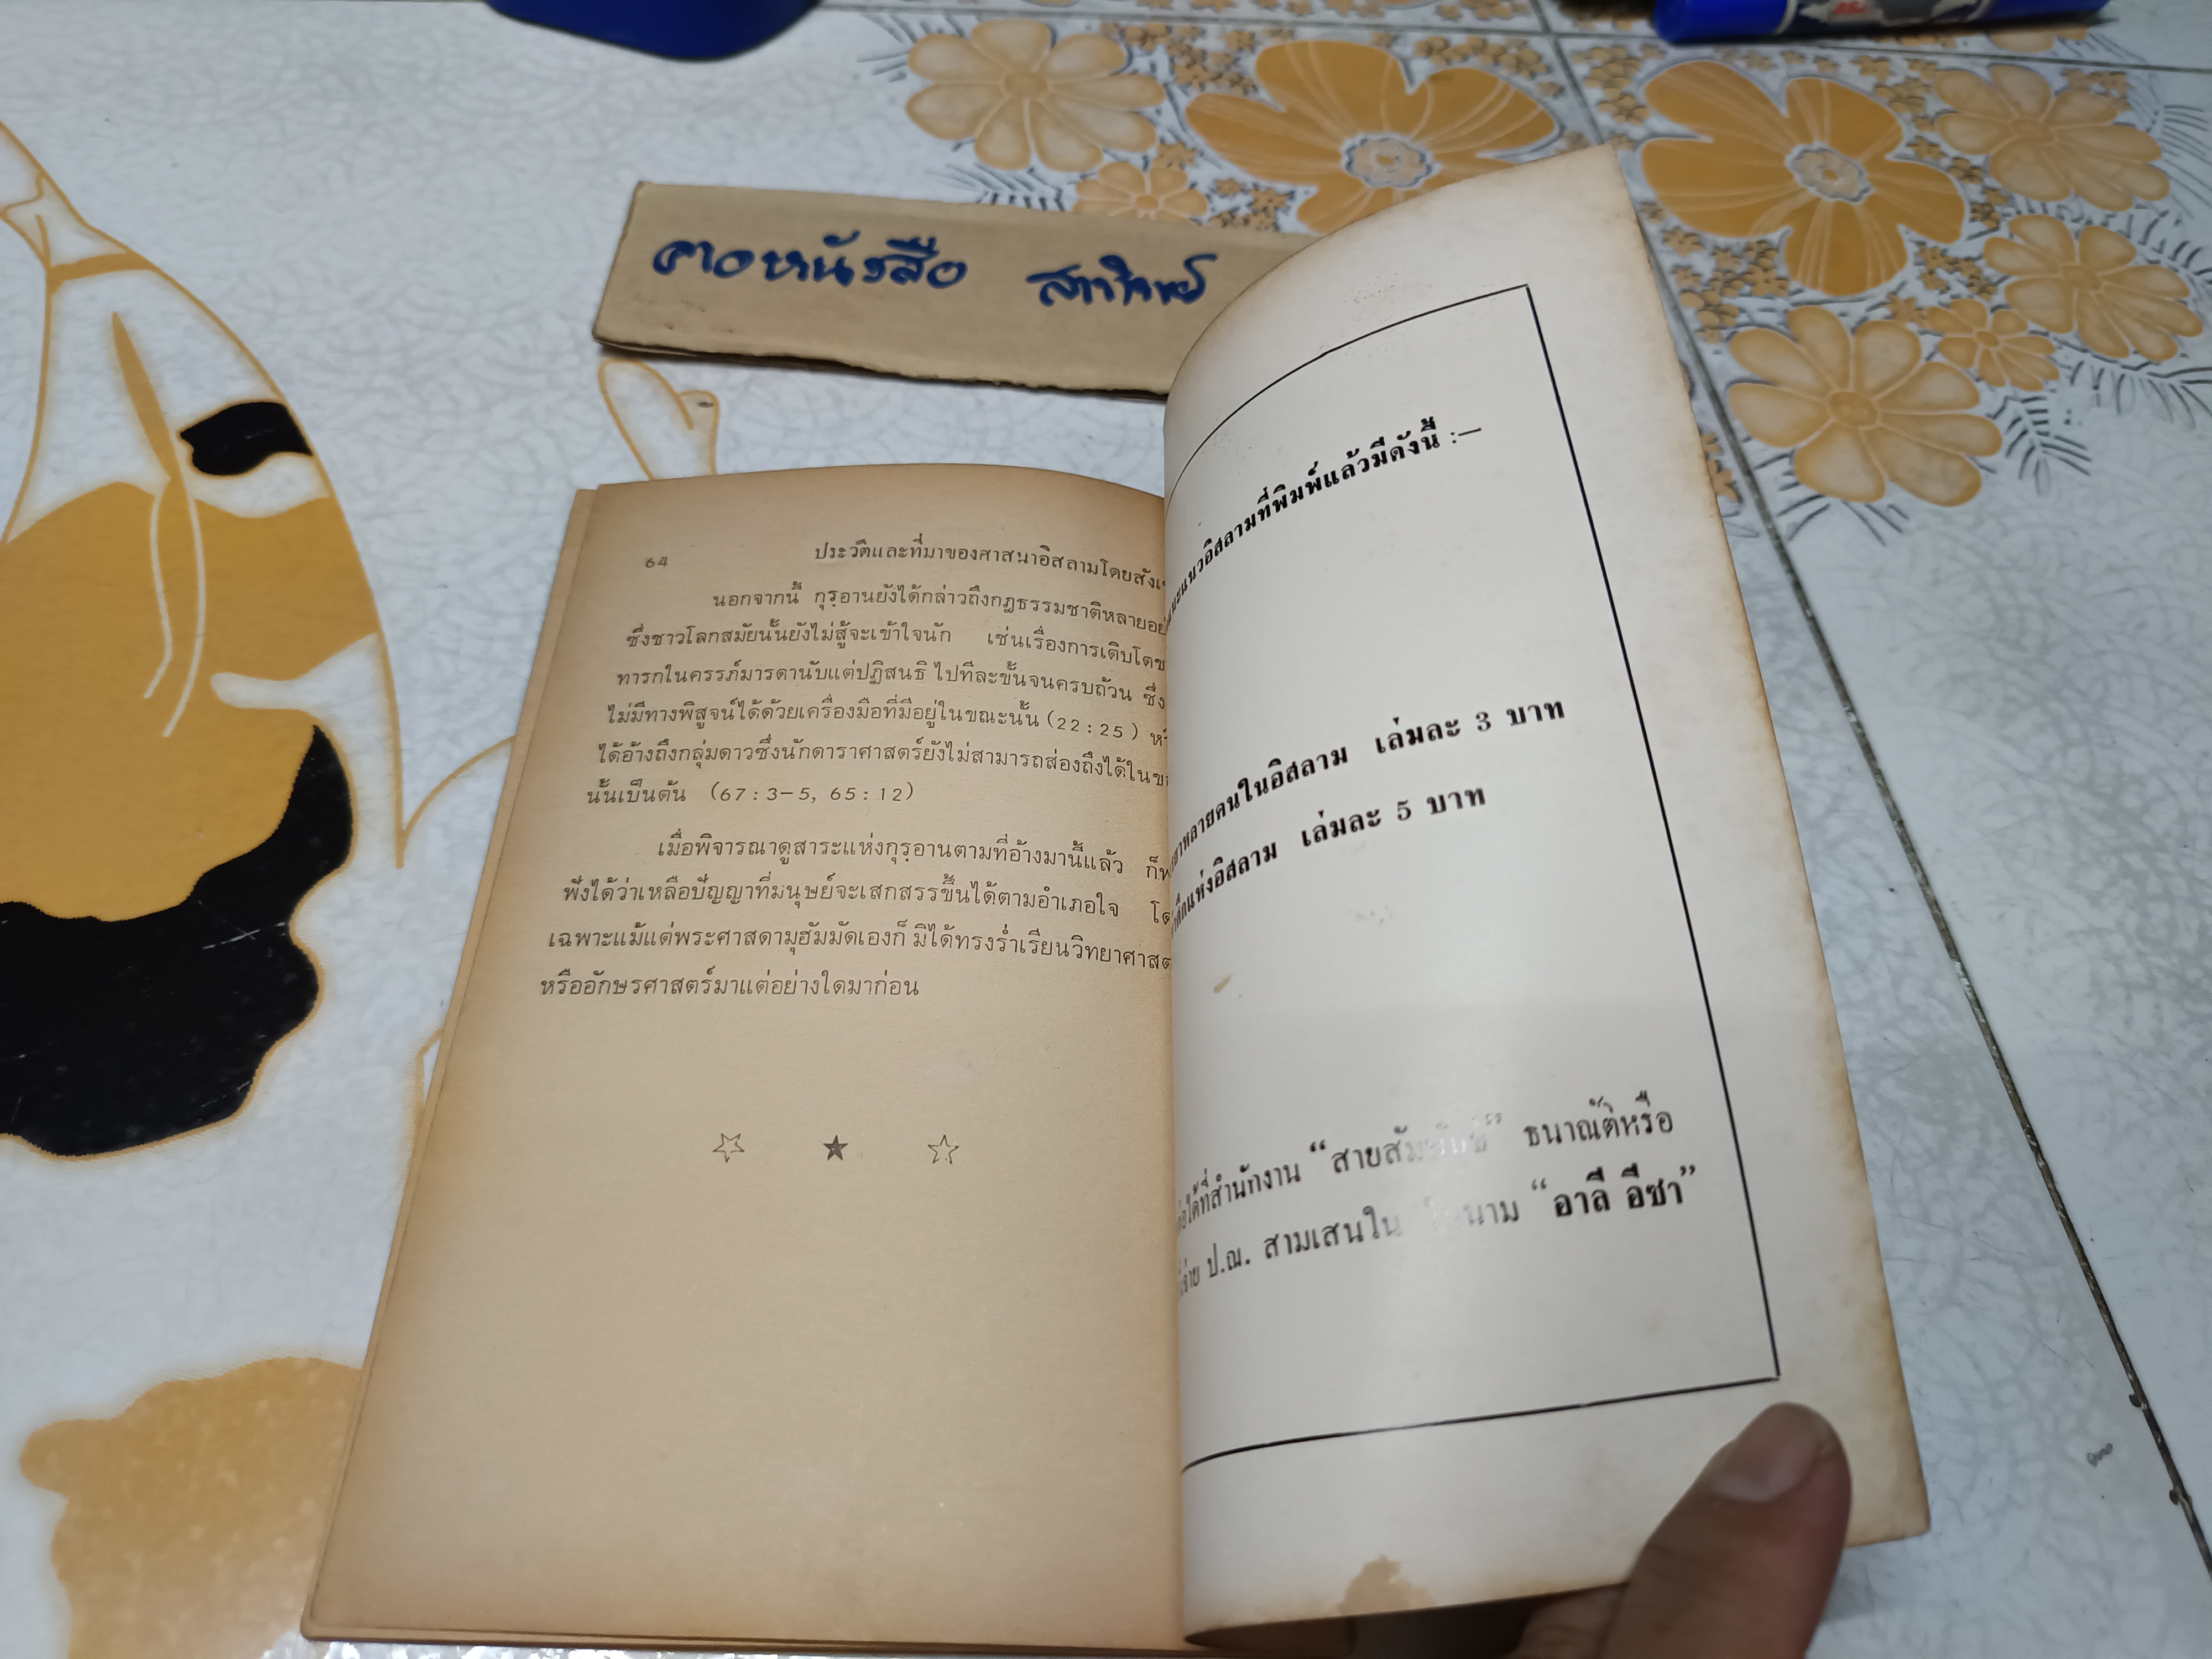 หนังสือ
64 ประวัติและที่มาของศาสนาอิสลามโดยสังเ
นอกจากนี้ กุรฺอานยังได้กล่าวถึงกฎธรรมชาติหลายอย่
ซึ่งชาวโลกสมัยนั้นยังไม่สู้จะเข้าใจนัก เช่นเรื่องการเติบโตข
ทารกในครรภ์มารดานับแต่ปฏิสนธิ ไปทีละขั้นจนครบถ้วน ซึ่ง
ไม่มีทางพิสูจน์ได้ด้วยเครื่องมือที่มีอยู่ในขณะนั้น (22 : 25)
ได้อ้างถึงกลุ่มดาวซึ่งนักดาราศาสตร์ยังไม่สามารถส่องถึงได้ในข
นั้นเป็นต้น (67 : 3–5, 65 : 12)
เมื่อพิจารณาดูสาระแห่งกุรฺอานตามที่อ้างมานี้แล้ว ก็
ฟังได้ว่าเหลือปัญญาที่มนุษย์จะเสกสรรขึ้นได้ตามอำเภอใจ โด
เฉพาะแม้แต่พระศาสดามุฮัมมัดเองก็ มิได้ทรงร่ำเรียนวิทยาศาสต
หรืออักษรศาสตร์มาแต่อย่างใดมาก่อน
ะแนวอิสลามที่พิมพ์แล้วมีดังนี้ :—
หลายคนในอิสลาม เล่มละ 3 บาท
แห่งอิสลาม เล่มละ 5 บาท
ได้ที่สำนักงาน “สายสัม ” ธนาณัติหรือ
จ่าย ป.ณ. สามเสนใน นาม “อาลี อีซา”